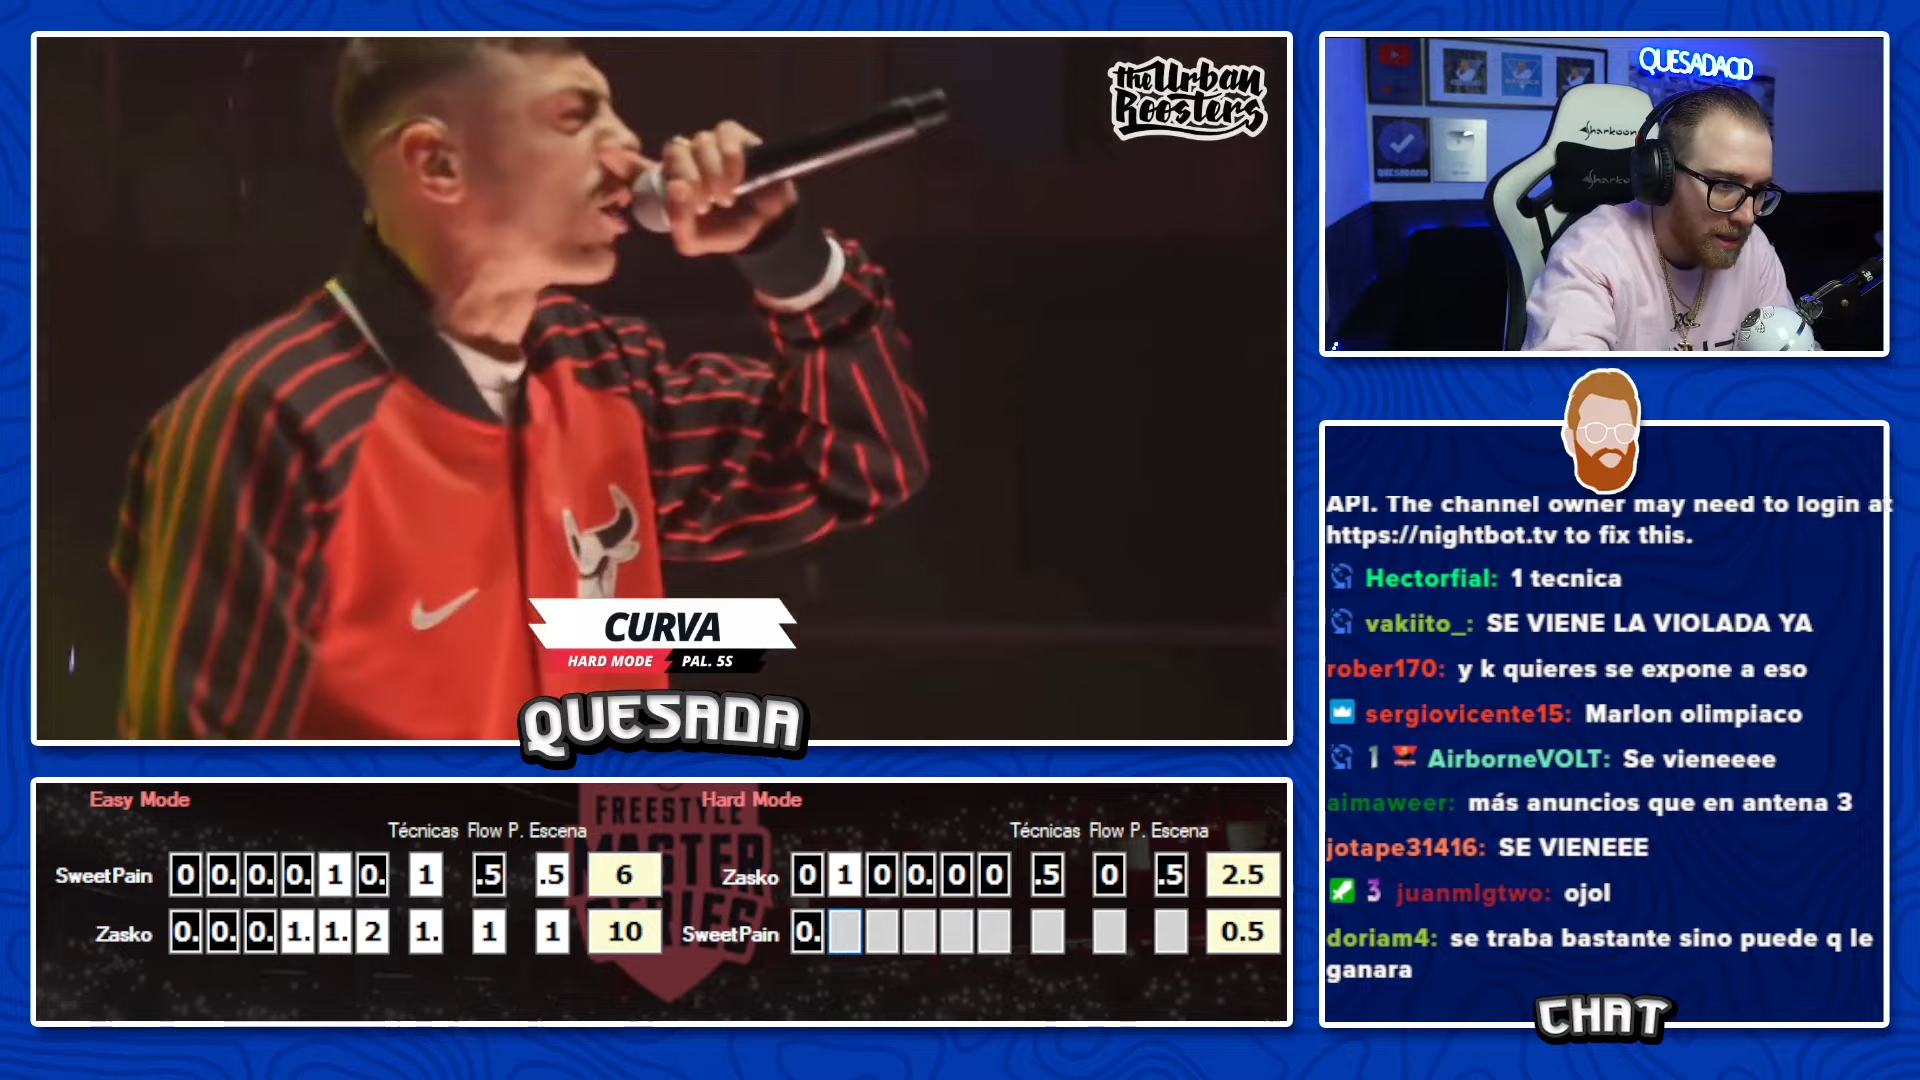 the Urban
Roosters
QUESADACID
Sharkoon
CURVA
HARD MODE PAL. 5S
QUESADA
API. The channel owner may need to login at
https://nightbot.tv to fix this.
Hectorfial: 1 tecnica
vakiito_: SE VIENE LA VIOLADA YA
rober170: y k quieres se expone a eso
sergiovicente15: Marlon olimpiaco
1 AirborneVOLT: Se vieneeee
aimaweer: más anuncios que en antena 3
jotape31416: SE VIENEEE
3 juanmlgtwo: ojol
doriam4: se traba bastante sino puede q le
ganara
CHAT
Easy Mode
Técnicas Flow P. Escena
SweetPain 0 0. 0. 0. 1 0. 1 .5 .5 6
Zasko 0. 0. 0. 1. 1. 2 1. 1 1 10
FREESTYLE
MASTER
SERIES
Hard Mode
Técnicas Flow P. Escena
Zasko 0 1 0 0. 0 0 .5 0 .5 2.5
SweetPain 0. 0.5